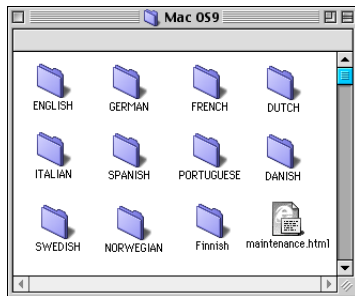 Mac OS9
ENGLISH GERMAN FRENCH DUTCH
ITALIAN SPANISH PORTUGUESE DANISH
SWEDISH NORWEGIAN Finnish maintenance.html